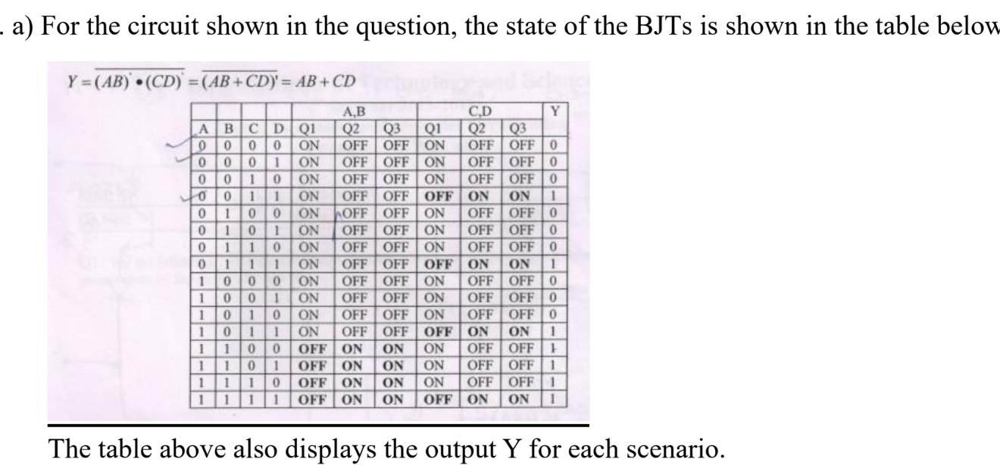 . a) For the circuit shown in the question, the state of the BJTs is shown in the table below
Y = (AB)' • (CD)' = (AB + CD)' = AB + CD
A,B C,D Y
A B C D Q1 Q2 Q3 Q1 Q2 Q3
0 0 0 0 ON OFF OFF ON OFF OFF 0
0 0 0 1 ON OFF OFF ON OFF OFF 0
0 0 1 0 ON OFF OFF ON OFF OFF 0
0 0 1 1 ON OFF OFF OFF ON ON 1
0 1 0 0 ON OFF OFF ON OFF OFF 0
0 1 0 1 ON OFF OFF ON OFF OFF 0
0 1 1 0 ON OFF OFF ON OFF OFF 0
0 1 1 1 ON OFF OFF OFF ON ON 1
1 0 0 0 ON OFF OFF ON OFF OFF 0
1 0 0 1 ON OFF OFF ON OFF OFF 0
1 0 1 0 ON OFF OFF ON OFF OFF 0
1 0 1 1 ON OFF OFF OFF ON ON 1
1 1 0 0 OFF ON ON ON OFF OFF 1
1 1 0 1 OFF ON ON ON OFF OFF 1
1 1 1 0 OFF ON ON ON OFF OFF 1
1 1 1 1 OFF ON ON OFF ON ON 1
The table above also displays the output Y for each scenario.